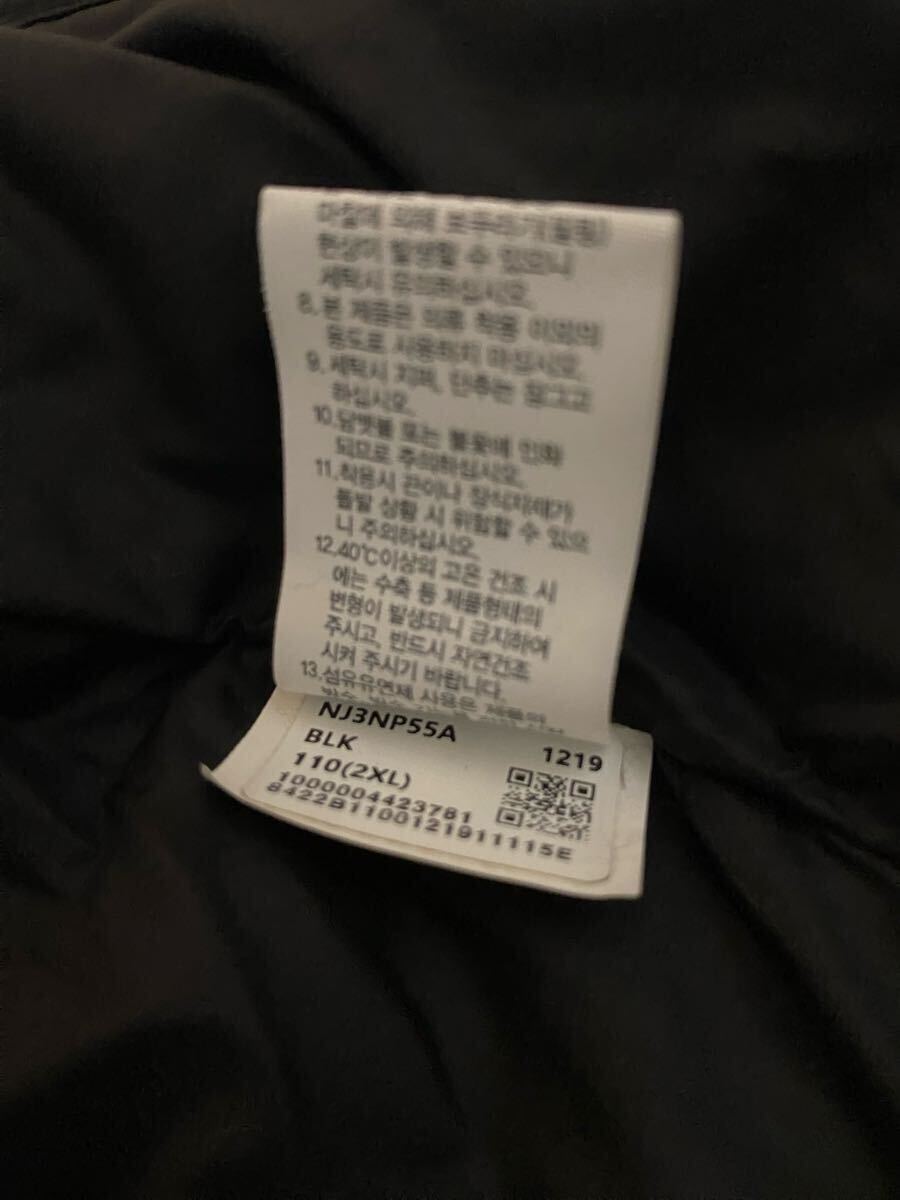 마찰에 의해 보푸라기(필링)
현상이 발생할 수 있으니
세탁시 유의하십시오.
8.본 제품은 의류 착용 이외의
용도로 사용하지 마십시오.
9.세탁시 지퍼, 단추는 잠그고
하십시오.
10.담뱃불 또는 불꽃에 인화
되므로 주의하십시오.
11.착용시 끈이나 장식자재가
돌발 상황 시 위험할 수 있으
니 주의하십시오.
12.40℃이상의 고온 건조 시
에는 수축 등 제품형태의
변형이 발생되니 금지하여
주시고, 반드시 자연건조
시켜 주시기 바랍니다.
13.섬유유연제 사용은 제품의
NJ3NP55A
BLK 1219
110(2XL)
1000004423781
8422B1100121911115E